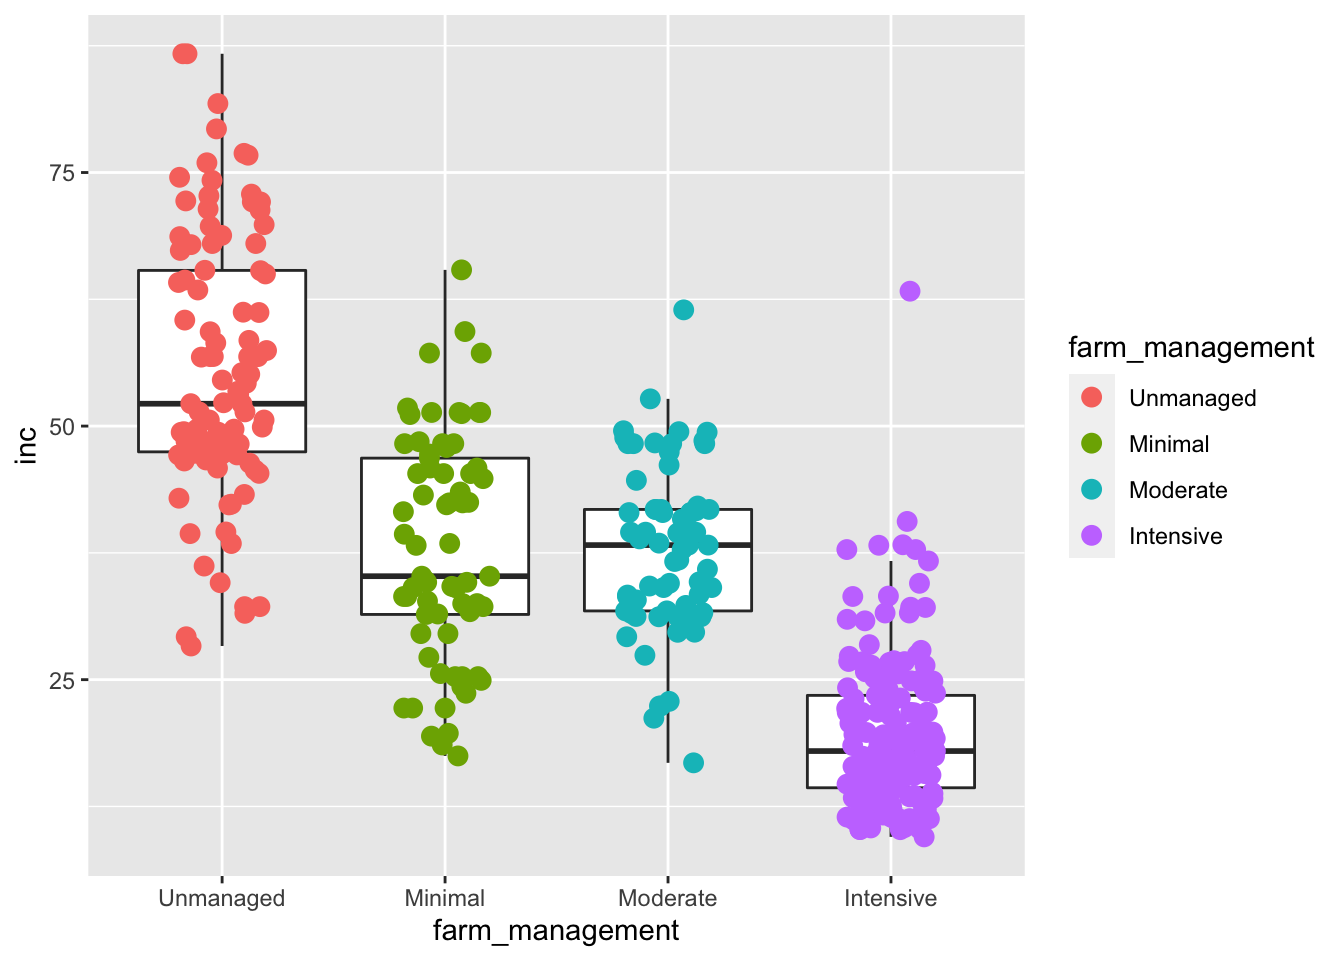 75
50
25
inc
Unmanaged
Minimal
Moderate
Intensive
farm_management
farm_management
Unmanaged
Minimal
Moderate
Intensive